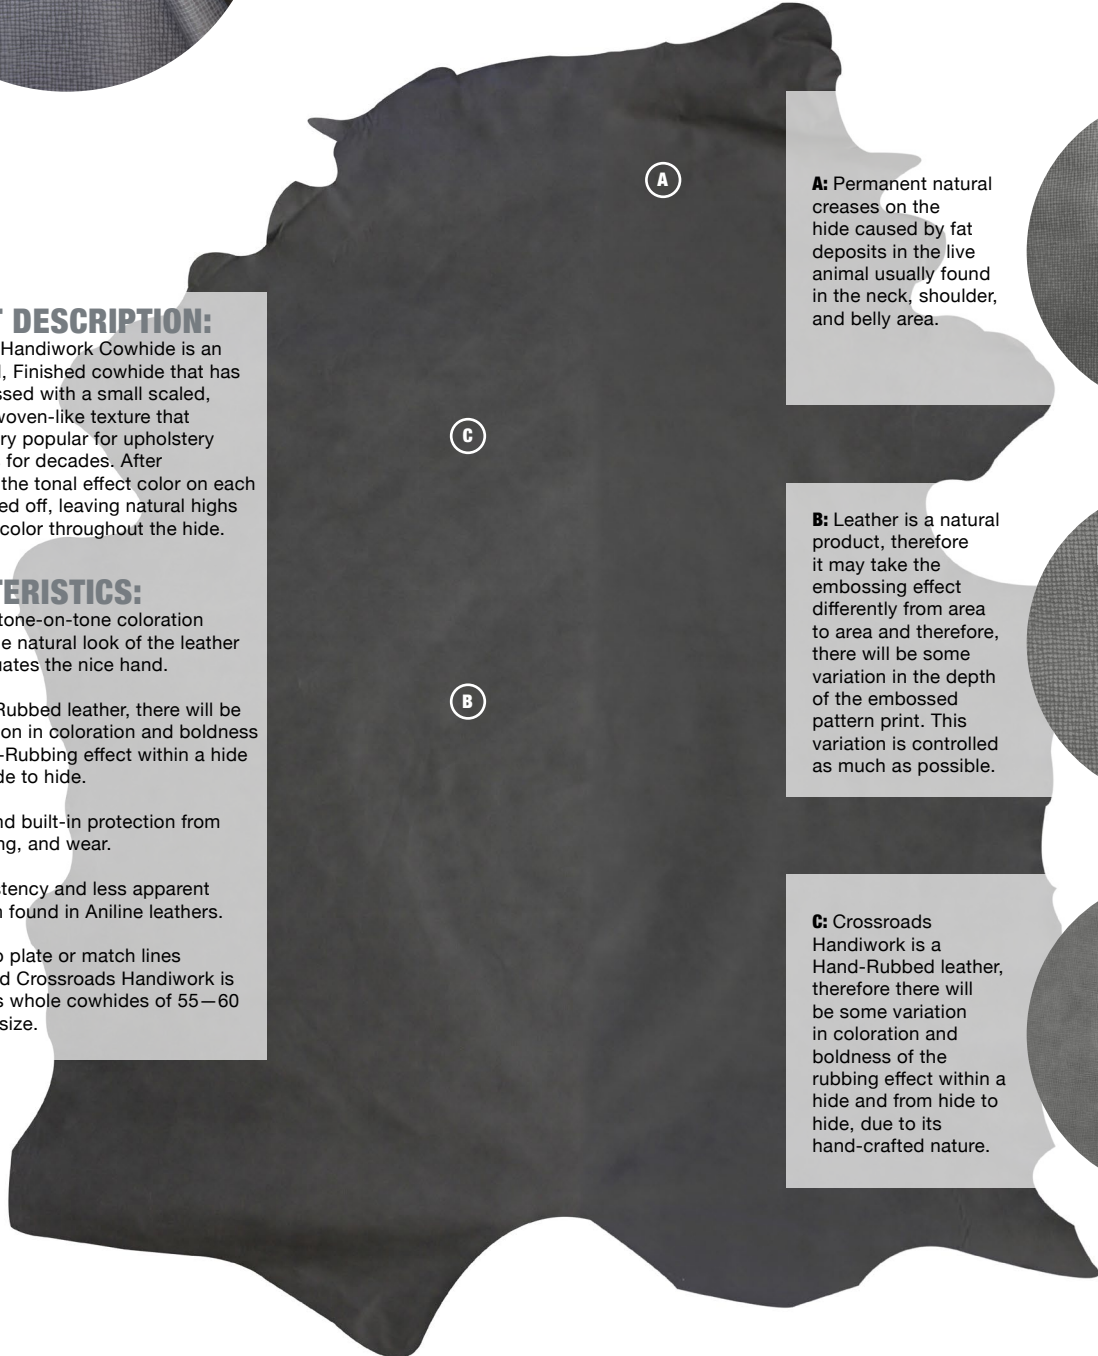 T DESCRIPTION:
Handiwork Cowhide is an
, Finished cowhide that has
ssed with a small scaled,
woven-like texture that
ry popular for upholstery
for decades. After
the tonal effect color on each
ed off, leaving natural highs
color throughout the hide.
TERISTICS:
tone-on-tone coloration
e natural look of the leather
uates the nice hand.
Rubbed leather, there will be
on in coloration and boldness
-Rubbing effect within a hide
de to hide.
nd built-in protection from
ng, and wear.
tency and less apparent
n found in Aniline leathers.
o plate or match lines
d Crossroads Handiwork is
s whole cowhides of 55—60
size.
A
C
B
A: Permanent natural
creases on the
hide caused by fat
deposits in the live
animal usually found
in the neck, shoulder,
and belly area.
B: Leather is a natural
product, therefore
it may take the
embossing effect
differently from area
to area and therefore,
there will be some
variation in the depth
of the embossed
pattern print. This
variation is controlled
as much as possible.
C: Crossroads
Handiwork is a
Hand-Rubbed leather,
therefore there will
be some variation
in coloration and
boldness of the
rubbing effect within a
hide and from hide to
hide, due to its
hand-crafted nature.